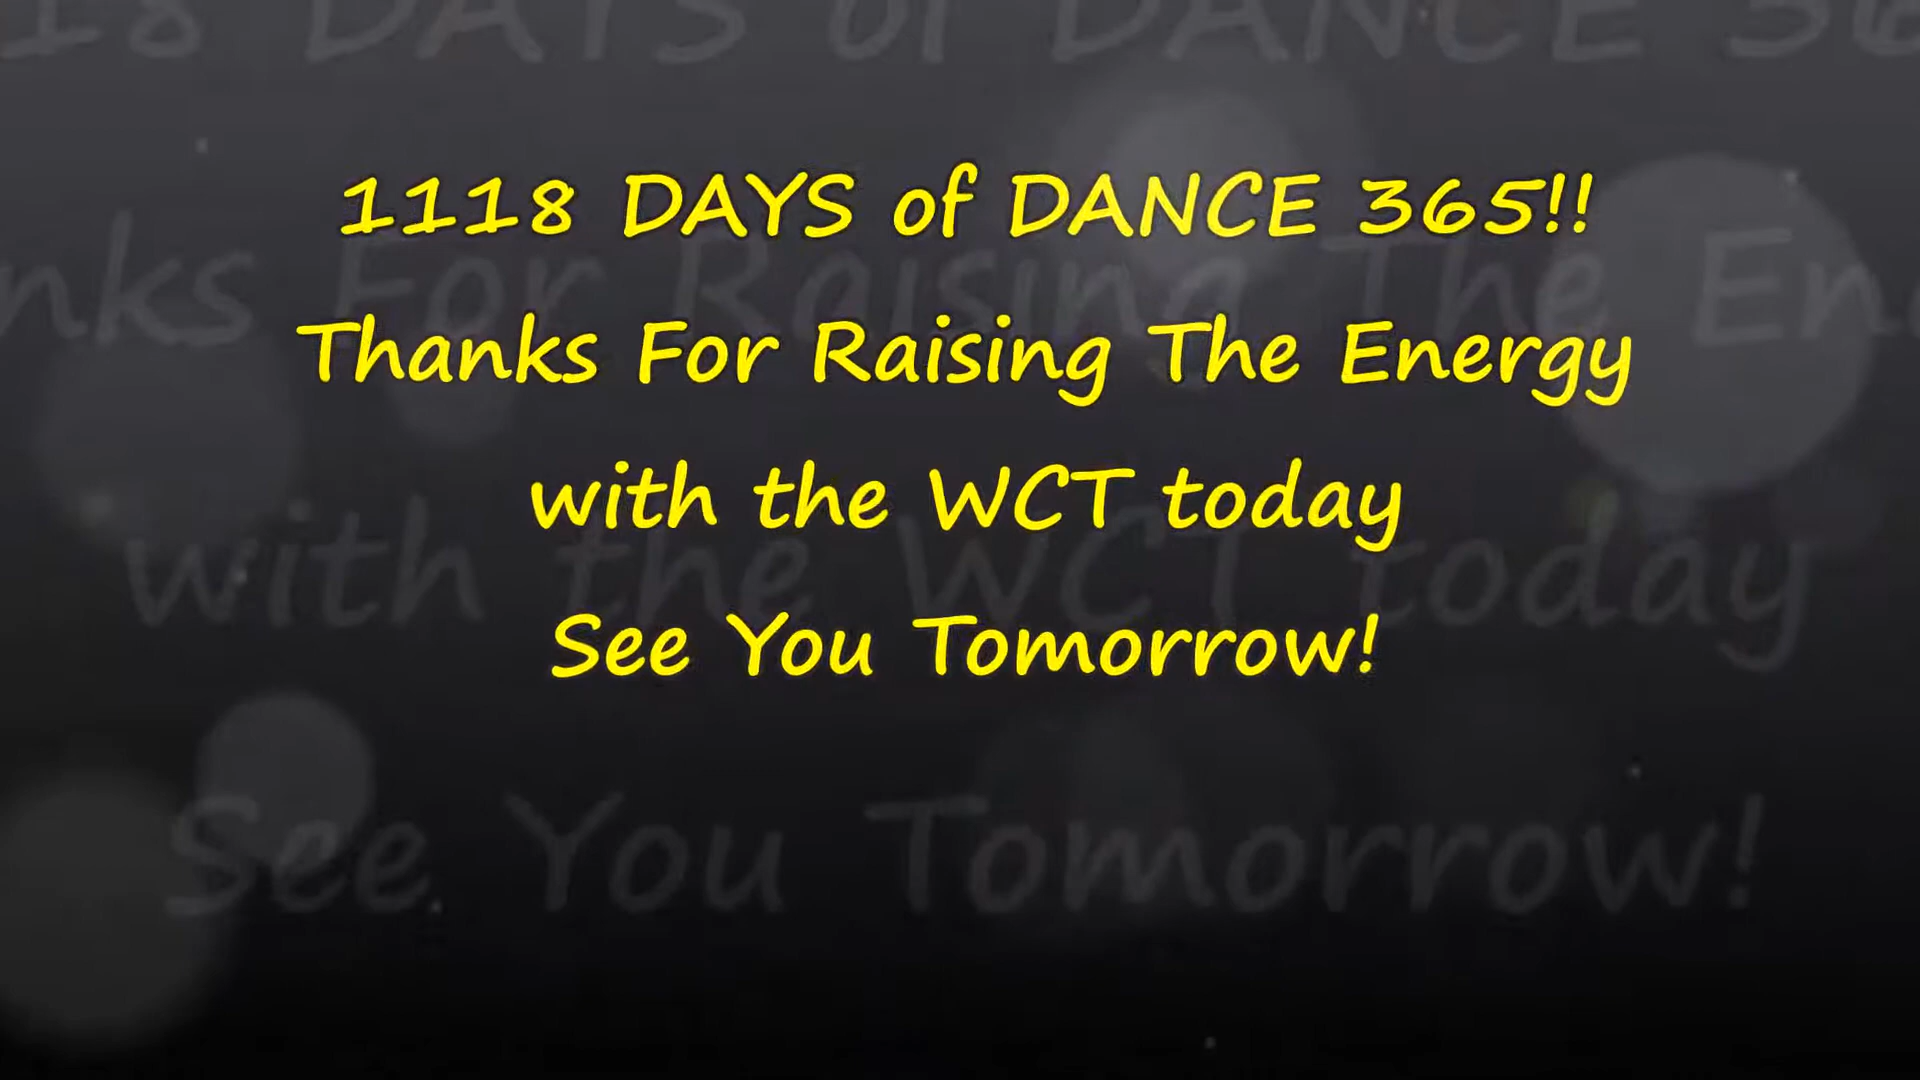 1118 DAYS of DANCE 365!!
Thanks For Raising The Energy
with the WCT today
See You Tomorrow!